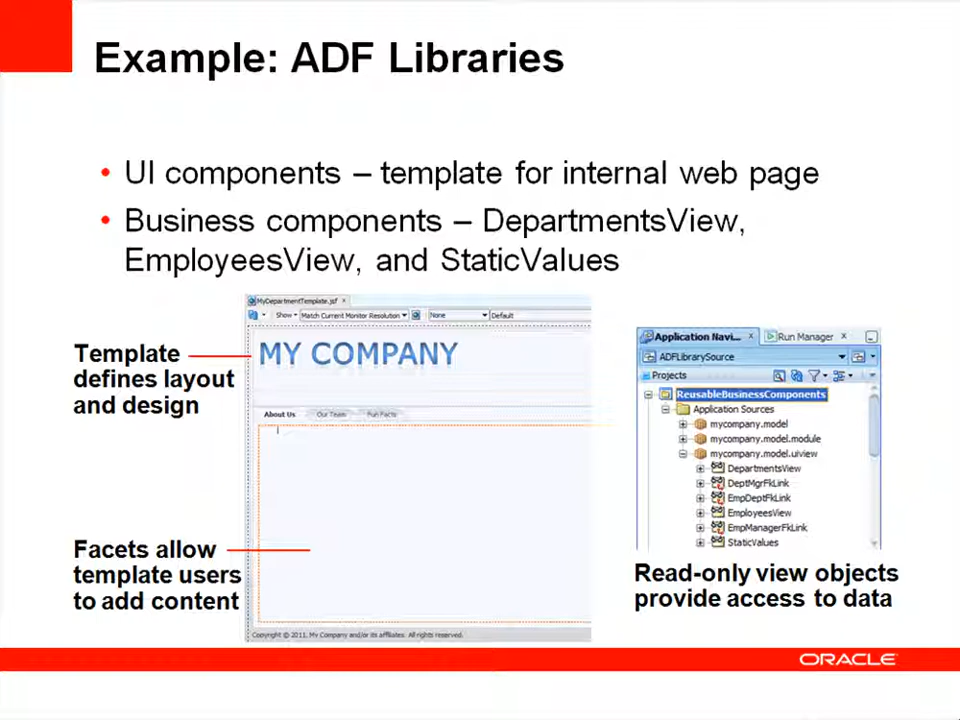 Example: ADF Libraries
• UI components – template for internal web page
• Business components – DepartmentsView,
EmployeesView, and StaticValues
Template
defines layout
and design
Facets allow
template users
to add content
MyDepartmentTemplate.jsf
Show Match Current Monitor Resolution None Default
MY COMPANY
About Us Our Team Fun Facts
Copyright © 2011, My Company and/or its affiliates. All rights reserved.
Application Navi... Run Manager
ADFLibrarySource
Projects
ReusableBusinessComponents
Application Sources
mycompany.model
mycompany.model.module
mycompany.model.uiview
DepartmentsView
DeptMgrFkLink
EmpDeptFkLink
EmployeesView
EmpManagerFkLink
StaticValues
Read-only view objects
provide access to data
ORACLE